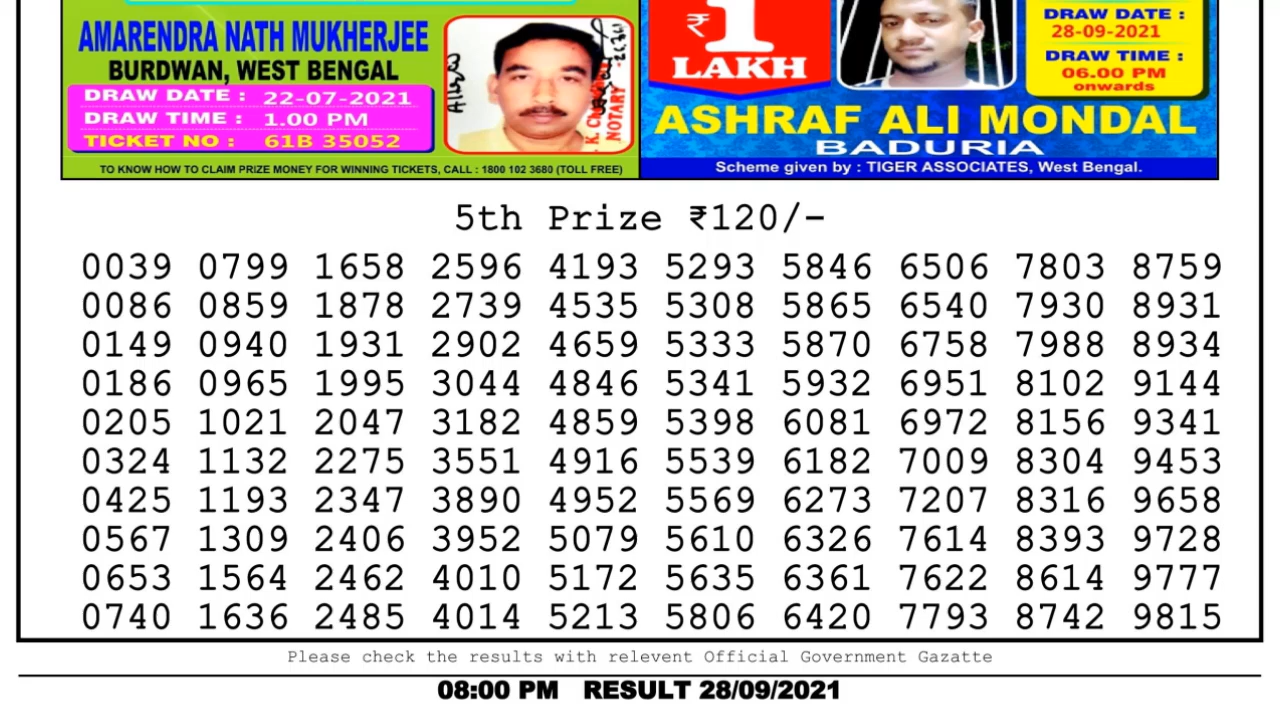 AMARENDRA NATH MUKHERJEE
BURDWAN, WEST BENGAL
DRAW DATE : 22-07-2021
DRAW TIME : 1.00 PM
TICKET NO : 61B 35052
NOTARY
TO KNOW HOW TO CLAIM PRIZE MONEY FOR WINNING TICKETS, CALL : 1800 102 3680 (TOLL FREE)
₹1
LAKH
DRAW DATE :
28-09-2021
DRAW TIME :
06.00 PM
onwards
ASHRAF ALI MONDAL
BADURIA
Scheme given by : TIGER ASSOCIATES, West Bengal.
5th Prize ₹120/-
0039 0799 1658 2596 4193 5293 5846 6506 7803 8759
0086 0859 1878 2739 4535 5308 5865 6540 7930 8931
0149 0940 1931 2902 4659 5333 5870 6758 7988 8934
0186 0965 1995 3044 4846 5341 5932 6951 8102 9144
0205 1021 2047 3182 4859 5398 6081 6972 8156 9341
0324 1132 2275 3551 4916 5539 6182 7009 8304 9453
0425 1193 2347 3890 4952 5569 6273 7207 8316 9658
0567 1309 2406 3952 5079 5610 6326 7614 8393 9728
0653 1564 2462 4010 5172 5635 6361 7622 8614 9777
0740 1636 2485 4014 5213 5806 6420 7793 8742 9815
Please check the results with relevent Official Government Gazatte
08:00 PM RESULT 28/09/2021